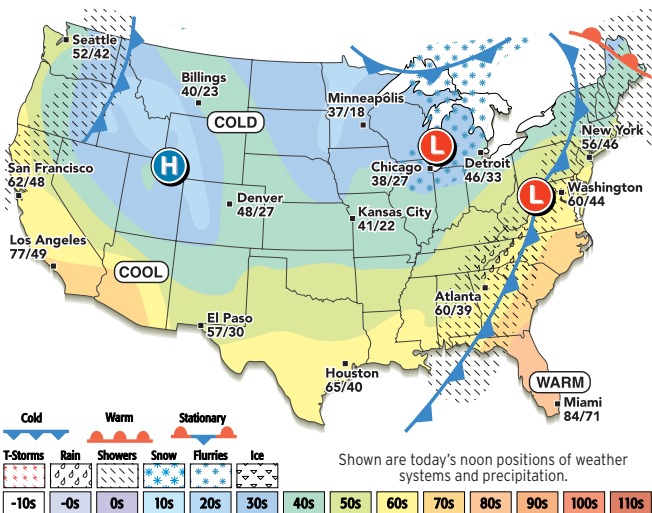 Seattle
52/42
Billings
40/23
COLD
Minneapolis
37/18
H
L
New York
56/46
San Francisco
62/48
Chicago
38/27
Detroit
46/33
L
Washington
60/44
Denver
48/27
Kansas City
41/22
Los Angeles
77/49
COOL
Atlanta
60/39
El Paso
57/30
Houston
65/40
WARM
Miami
84/71
Cold
Warm
Stationary
T-Storms
Rain
Showers
Snow
Flurries
Ice
Shown are today's noon positions of weather
systems and precipitation.
-10s -0s 0s 10s 20s 30s 40s 50s 60s 70s 80s 90s 100s 110s